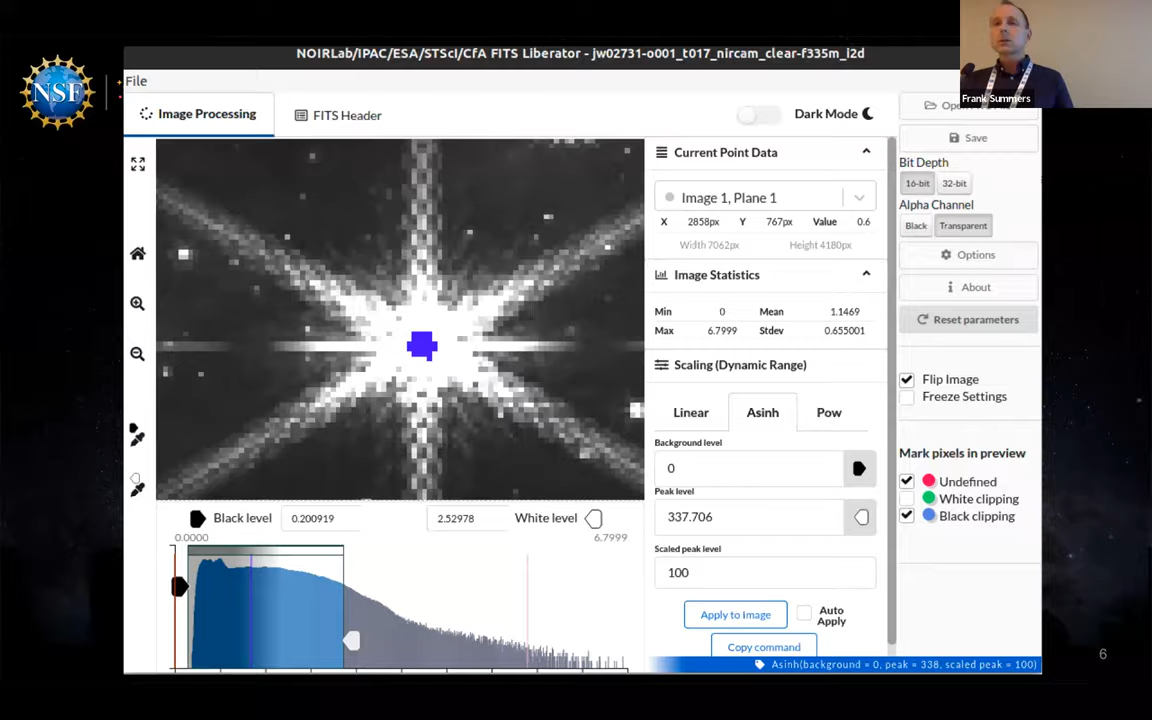 NOIRLab/IPAC/ESA/STScI/CfA FITS Liberator - jw02731-o001_t017_nircam_clear-f335m_i2d
NSF
Frank Summers
File
Image Processing
FITS Header
Dark Mode
Save
Bit Depth
16-bit 32-bit
Alpha Channel
Black Transparent
Options
About
Reset parameters
Flip Image
Freeze Settings
Mark pixels in preview
Undefined
White clipping
Black clipping
Current Point Data
Image 1, Plane 1
X 2858px Y 767px Value 0.6
Width 7062px Height 4180px
Image Statistics
Min 0 Mean 1.1469
Max 6.7999 Stdev 0.655001
Scaling (Dynamic Range)
Linear Asinh Pow
Background level
0
Peak level
337.706
Scaled peak level
100
Apply to Image
Auto
Apply
Copy command
Asinh(background = 0, peak = 338, scaled peak = 100)
Black level 0.200919 2.52978 White level
0.0000 6.7999
6